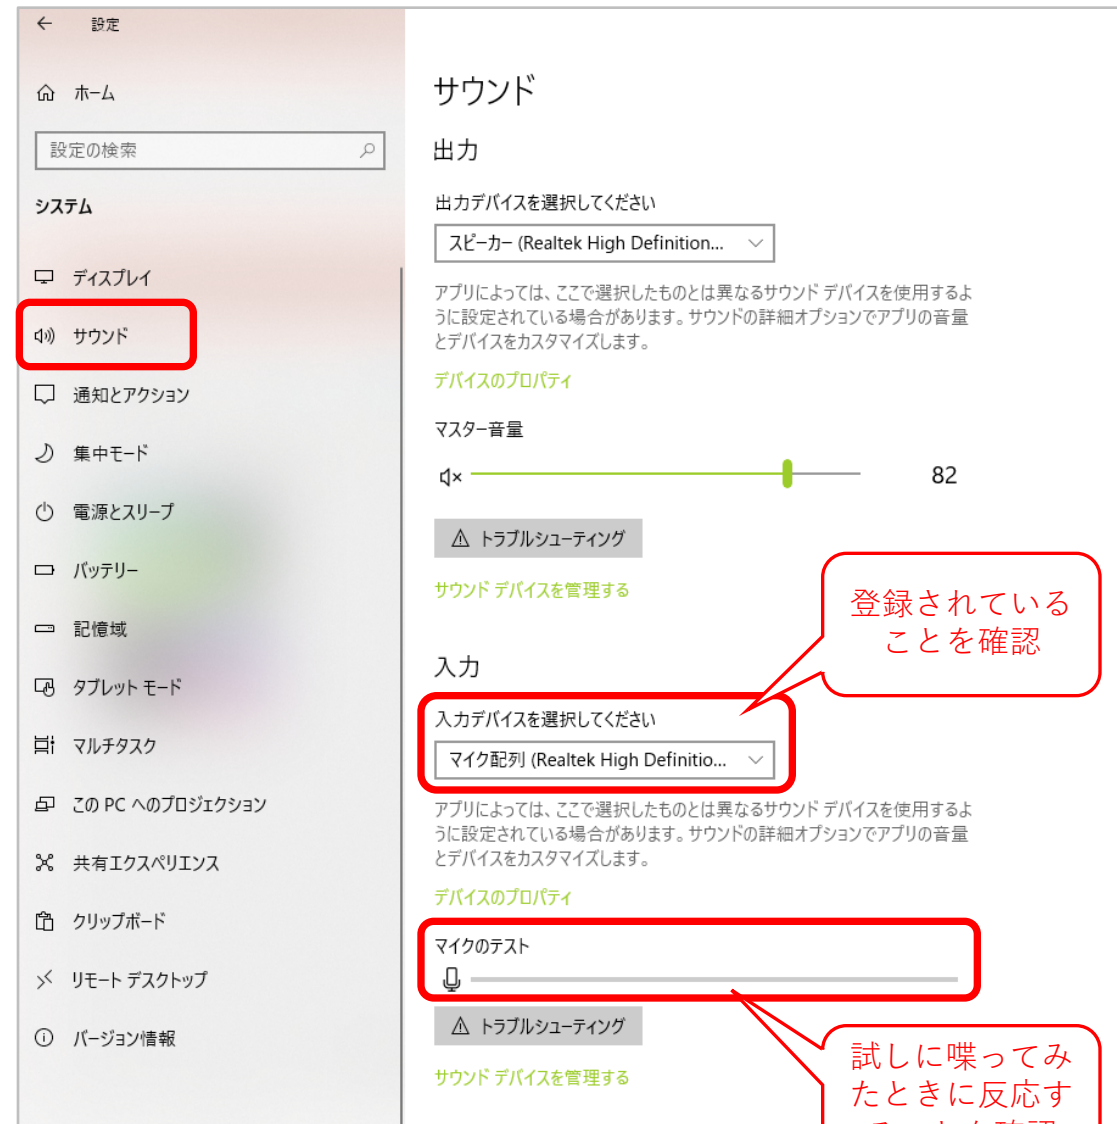 設定
ホーム
設定の検索
システム
ディスプレイ
サウンド
通知とアクション
集中モード
電源とスリープ
バッテリー
記憶域
タブレット モード
マルチタスク
この PC へのプロジェクション
共有エクスペリエンス
クリップボード
リモート デスクトップ
バージョン情報
サウンド
出力
出力デバイスを選択してください
スピーカー (Realtek High Definition...
アプリによっては、ここで選択したものとは異なるサウンド デバイスを使用するよ
うに設定されている場合があります。サウンドの詳細オプションでアプリの音量
とデバイスをカスタマイズします。
デバイスのプロパティ
マスター音量
82
トラブルシューティング
サウンド デバイスを管理する
登録されている
ことを確認
入力
入力デバイスを選択してください
マイク配列 (Realtek High Definitio...
アプリによっては、ここで選択したものとは異なるサウンド デバイスを使用するよ
うに設定されている場合があります。サウンドの詳細オプションでアプリの音量
とデバイスをカスタマイズします。
デバイスのプロパティ
マイクのテスト
トラブルシューティング
サウンド デバイスを管理する
試しに喋ってみ
たときに反応す